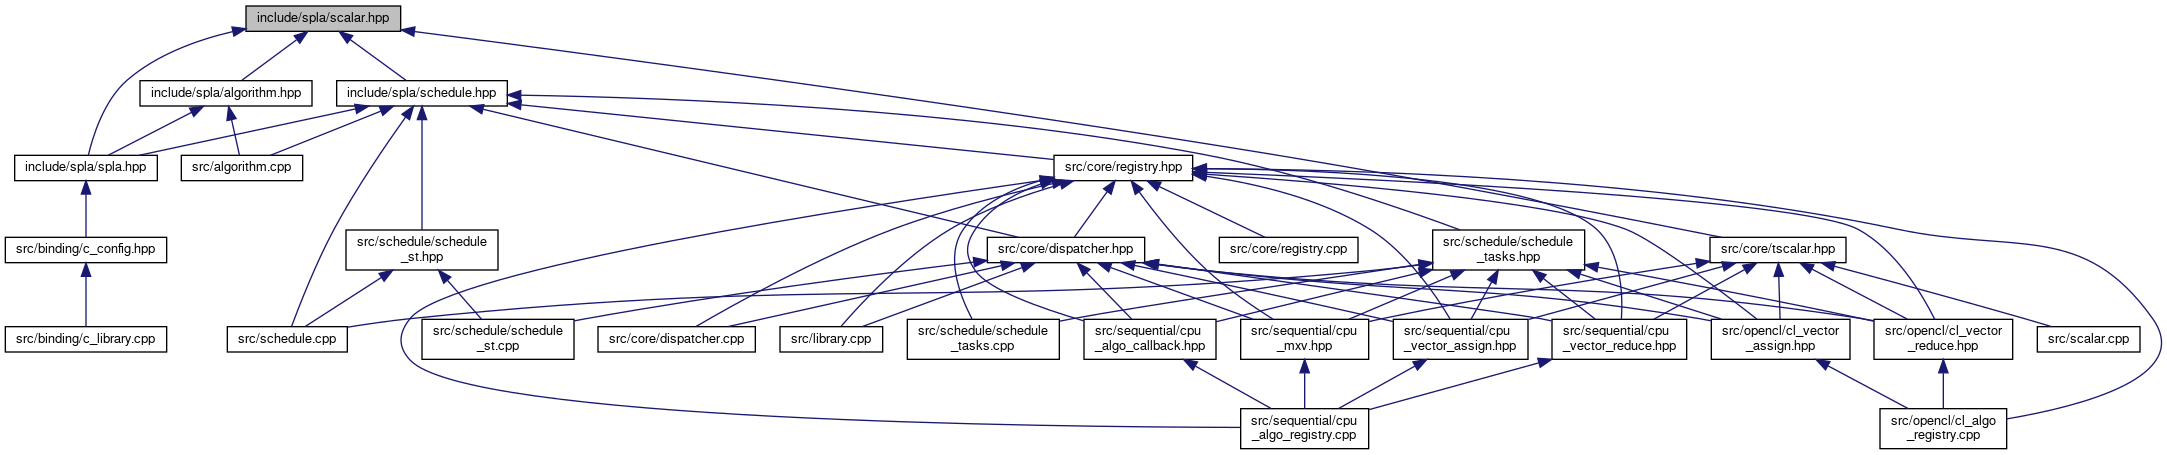 include/spla/scalar.hpp
include/spla/algorithm.hpp
include/spla/schedule.hpp
include/spla/spla.hpp
src/algorithm.cpp
src/core/registry.hpp
src/binding/c_config.hpp
src/schedule/schedule
_st.hpp
src/core/dispatcher.hpp
src/core/registry.cpp
src/schedule/schedule
_tasks.hpp
src/core/tscalar.hpp
src/binding/c_library.cpp
src/schedule.cpp
src/schedule/schedule
_st.cpp
src/core/dispatcher.cpp
src/library.cpp
src/schedule/schedule
_tasks.cpp
src/sequential/cpu
_algo_callback.hpp
src/sequential/cpu
_mxv.hpp
src/sequential/cpu
_vector_assign.hpp
src/sequential/cpu
_vector_reduce.hpp
src/opencl/cl_vector
_assign.hpp
src/opencl/cl_vector
_reduce.hpp
src/scalar.cpp
src/sequential/cpu
_algo_registry.cpp
src/opencl/cl_algo
_registry.cpp